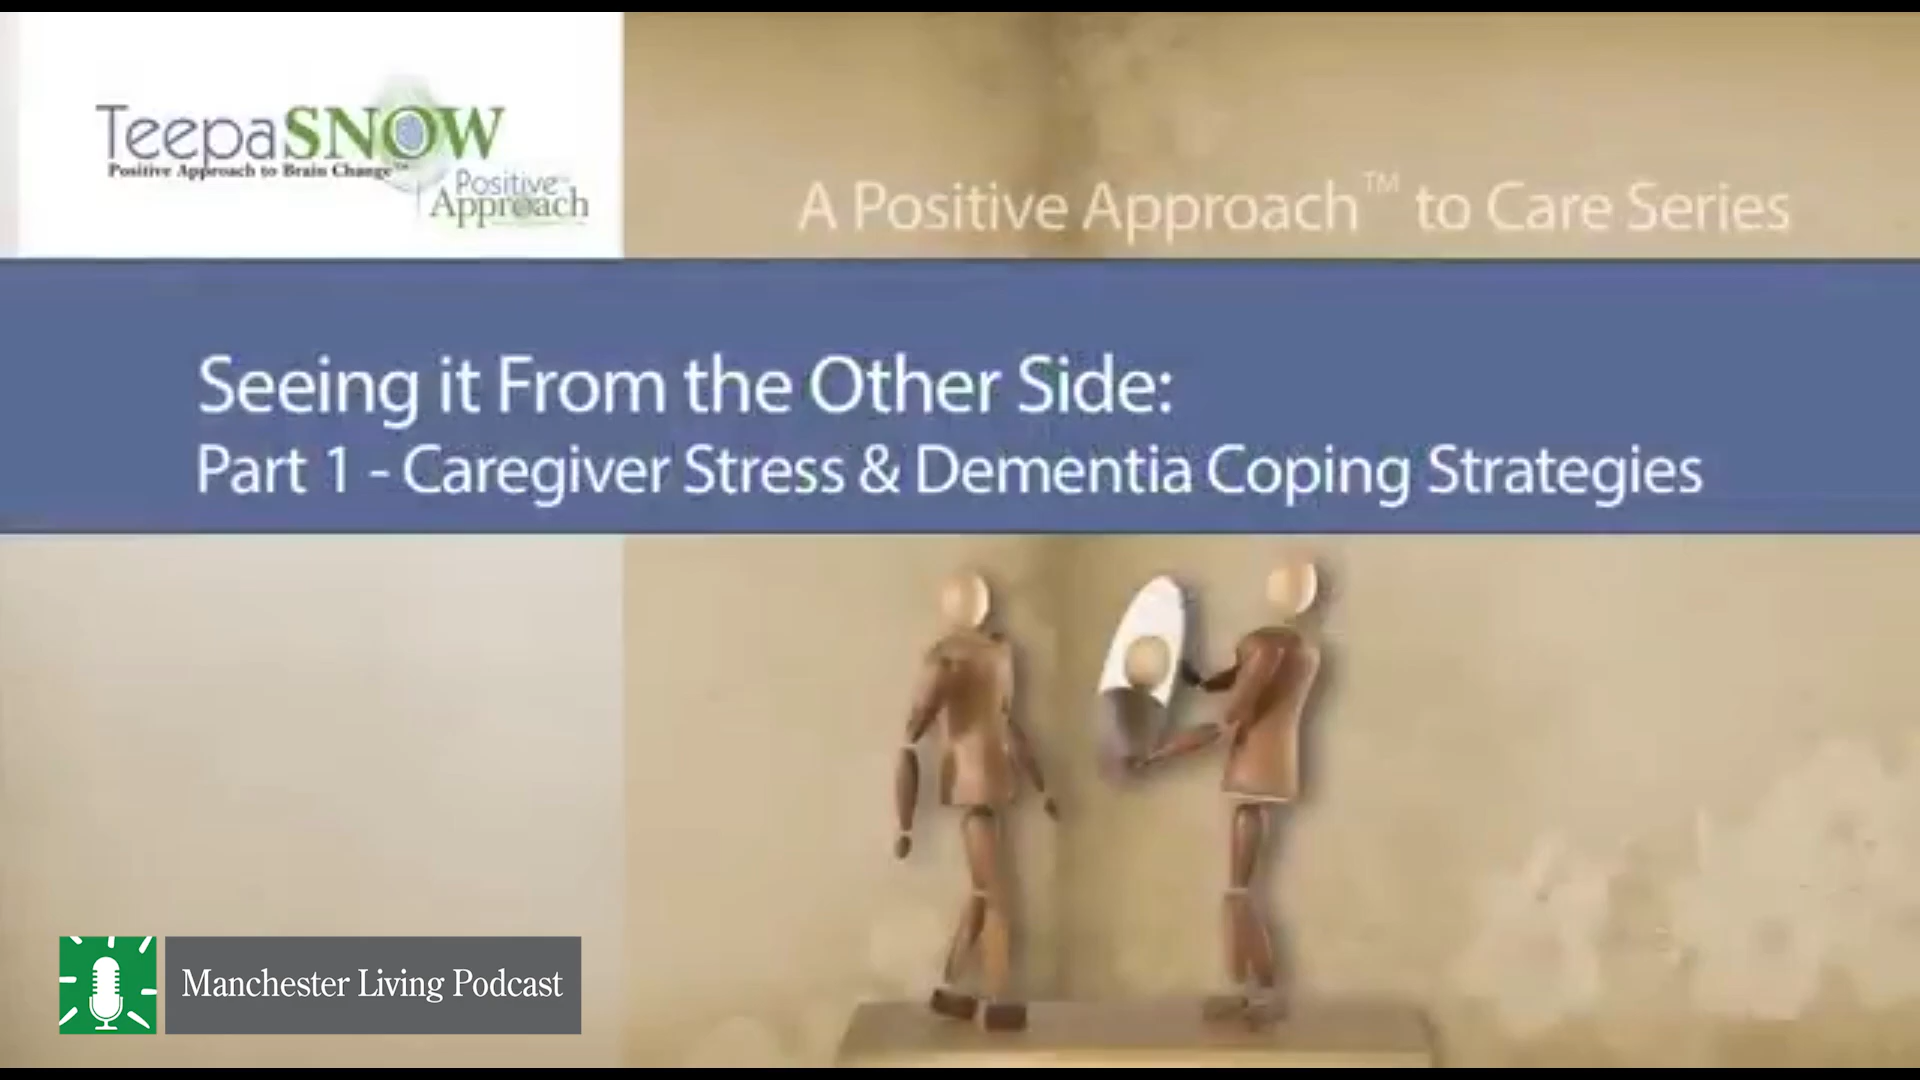 TeepaSNOW
Positive Approach to Brain Change™
Positive™
Approach
A Positive Approach™ to Care Series
Seeing it From the Other Side:
Part 1 - Caregiver Stress & Dementia Coping Strategies
Manchester Living Podcast